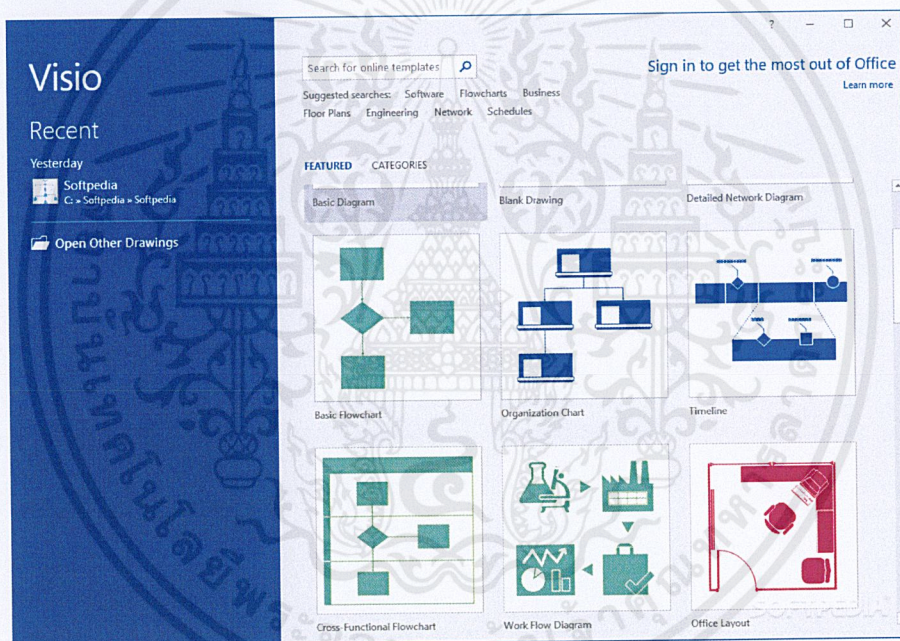 Visio
Recent
Yesterday
Softpedia
C: » Softpedia » Softpedia
Open Other Drawings
?
Search for online templates
Suggested searches: Software Flowcharts Business
Floor Plans Engineering Network Schedules
Sign in to get the most out of Office
Learn more
FEATURED CATEGORIES
Basic Diagram
Blank Drawing
Detailed Network Diagram
Basic Flowchart
Organization Chart
Timeline
Cross-Functional Flowchart
Work Flow Diagram
Office Layout
SOFTPEDIA